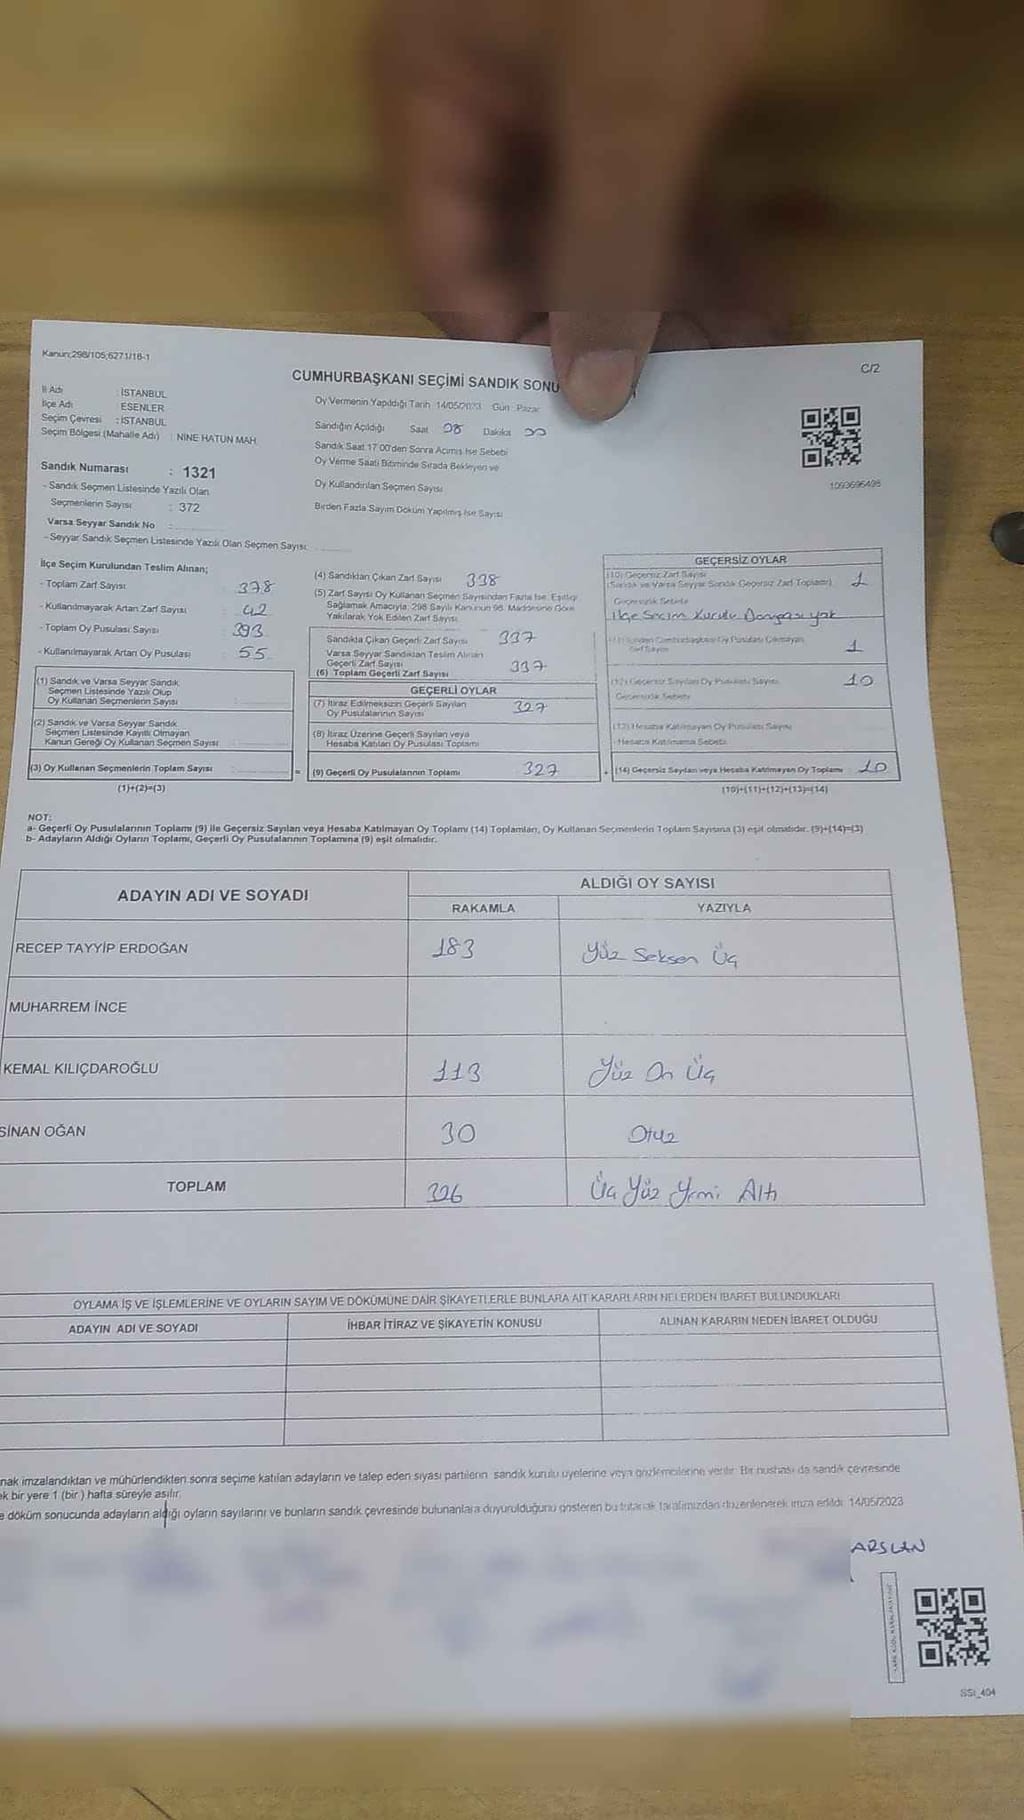 Kanun;298/105;6271/16-1
C/2
CUMHURBAŞKANI SEÇİMİ SANDIK SONU
İl Adı : İSTANBUL
İlçe Adı : ESENLER
Seçim Çevresi : İSTANBUL
Seçim Bölgesi (Mahalle Adı) : NİNE HATUN MAH.
Sandık Numarası : 1321
- Sandık Seçmen Listesinde Yazılı Olan
Seçmenlerin Sayısı : 372
Varsa Seyyar Sandık No :
- Seyyar Sandık Seçmen Listesinde Yazılı Olan Seçmen Sayısı
Oy Vermenin Yapıldığı Tarih 14/05/2023 Gün : Pazar
Sandığın Açıldığı Saat 08 Dakika 00
Sandık Saat 17:00'den Sonra Açılmış İse Sebebi
Oy Verme Saati Bitiminde Sırada Bekleyen ve
Oy Kullandırılan Seçmen Sayısı
Birden Fazla Sayım Döküm Yapılmış İse Sayısı
1093696495
İlçe Seçim Kurulundan Teslim Alınan;
- Toplam Zarf Sayısı : 378
- Kullanılmayarak Artan Zarf Sayısı : 42
- Toplam Oy Pusulası Sayısı : 393
- Kullanılmayarak Artan Oy Pusulası : 55
(1) Sandık ve Varsa Seyyar Sandık
Seçmen Listesinde Yazılı Olup
Oy Kullanan Seçmenlerin Sayısı
(2) Sandık ve Varsa Seyyar Sandık
Seçmen Listesinde Kayıtlı Olmayan
Kanun Gereği Oy Kullanan Seçmen Sayısı
(3) Oy Kullanan Seçmenlerin Toplam Sayısı
(1)+(2)=(3)
(4) Sandıktan Çıkan Zarf Sayısı 338
(5) Zarf Sayısı Oy Kullanan Seçmen Sayısından Fazla İse, Eşitliği
Sağlamak Amacıyla; 298 Sayılı Kanunun 98. Maddesine Göre
Yakılarak Yok Edilen Zarf Sayısı
Sandıkta Çıkan Geçerli Zarf Sayısı 337
Varsa Seyyar Sandıktan Teslim Alınan
Geçerli Zarf Sayısı
(6) Toplam Geçerli Zarf Sayısı 337
GEÇERLİ OYLAR
(7) İtiraz Edilmeksizin Geçerli Sayılan
Oy Pusulalarının Sayısı 327
(8) İtiraz Üzerine Geçerli Sayılan veya
Hesaba Katılan Oy Pusulası Toplamı
= (9) Geçerli Oy Pusulalarının Toplamı 327
GEÇERSİZ OYLAR
(10) Geçersiz Zarf Sayısı
(Sandık ve Varsa Seyyar Sandık Geçersiz Zarf Toplamı) 1
Geçersizlik Sebebi
İlçe Seçim Kurulu Damgası yok
(11) İçinden Cumhurbaşkanı Oy Pusulası Çıkmayan
Zarf Sayısı 1
(12) Geçersiz Sayılan Oy Pusulası Sayısı 10
Geçersizlik Sebebi
(13) Hesaba Katılmayan Oy Pusulası Sayısı
- Hesaba Katılmama Sebebi
+ (14) Geçersiz Sayılan veya Hesaba Katılmayan Oy Toplamı 10
(10)+(11)+(12)+(13)=(14)
NOT:
a- Geçerli Oy Pusulalarının Toplamı (9) ile Geçersiz Sayılan veya Hesaba Katılmayan Oy Toplamı (14) Toplamları, Oy Kullanan Seçmenlerin Toplam Sayısına (3) eşit olmalıdır. (9)+(14)=(3)
b- Adayların Aldığı Oyların Toplamı, Geçerli Oy Pusulalarının Toplamına (9) eşit olmalıdır.
ADAYIN ADI VE SOYADI
ALDIĞI OY SAYISI
RAKAMLA YAZIYLA
RECEP TAYYİP ERDOĞAN 183 Yüz Seksen Üç
MUHARREM İNCE
KEMAL KILIÇDAROĞLU 113 Yüz On Üç
SİNAN OĞAN 30 Otuz
TOPLAM 326 Üç Yüz Yirmi Altı
OYLAMA İŞ VE İŞLEMLERİNE VE OYLARIN SAYIM VE DÖKÜMÜNE DAİR ŞİKAYETLERLE BUNLARA AİT KARARLARIN NELERDEN İBARET BULUNDUKLARI
ADAYIN ADI VE SOYADI İHBAR İTİRAZ VE ŞİKAYETİN KONUSU ALINAN KARARIN NEDEN İBARET OLDUĞU
nak imzalandıktan ve mühürlendikten sonra seçime katılan adayların ve talep eden siyasi partilerin sandık kurulu üyelerine veya gözlemcilerine verilir. Bir nüshası da sandık çevresinde
k bir yere 1 (bir ) hafta süreyle asılır.
e döküm sonucunda adayların aldığı oyların sayılarını ve bunların sandık çevresinde bulunanlara duyurulduğunu gösteren bu tutanak tarafımızdan düzenlenerek imza edildi. 14/05/2023
ARSLAN
SSİ_404